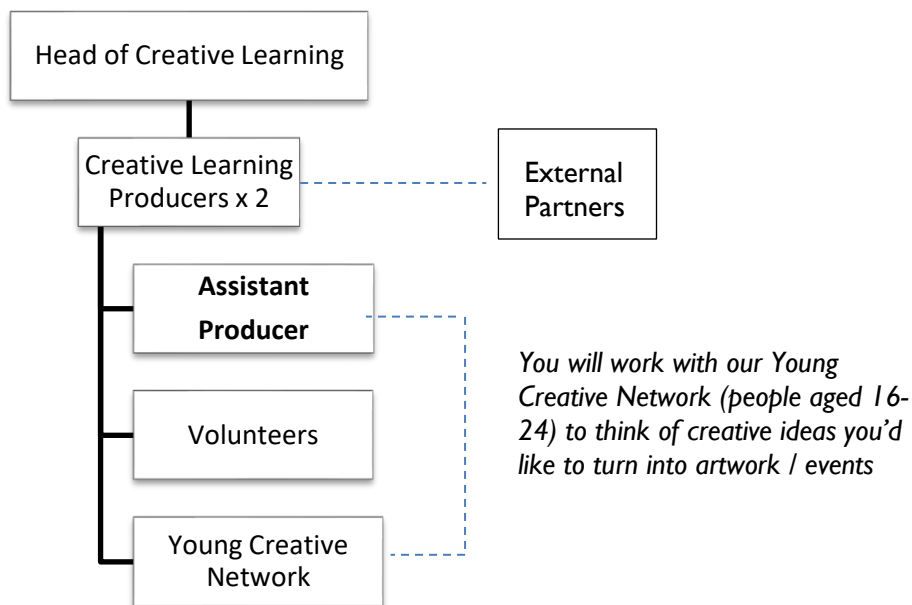 Head of Creative Learning
Creative Learning
Producers x 2
External
Partners
Assistant
Producer
Volunteers
Young Creative
Network
You will work with our Young
Creative Network (people aged 16-
24) to think of creative ideas you’d
like to turn into artwork / events